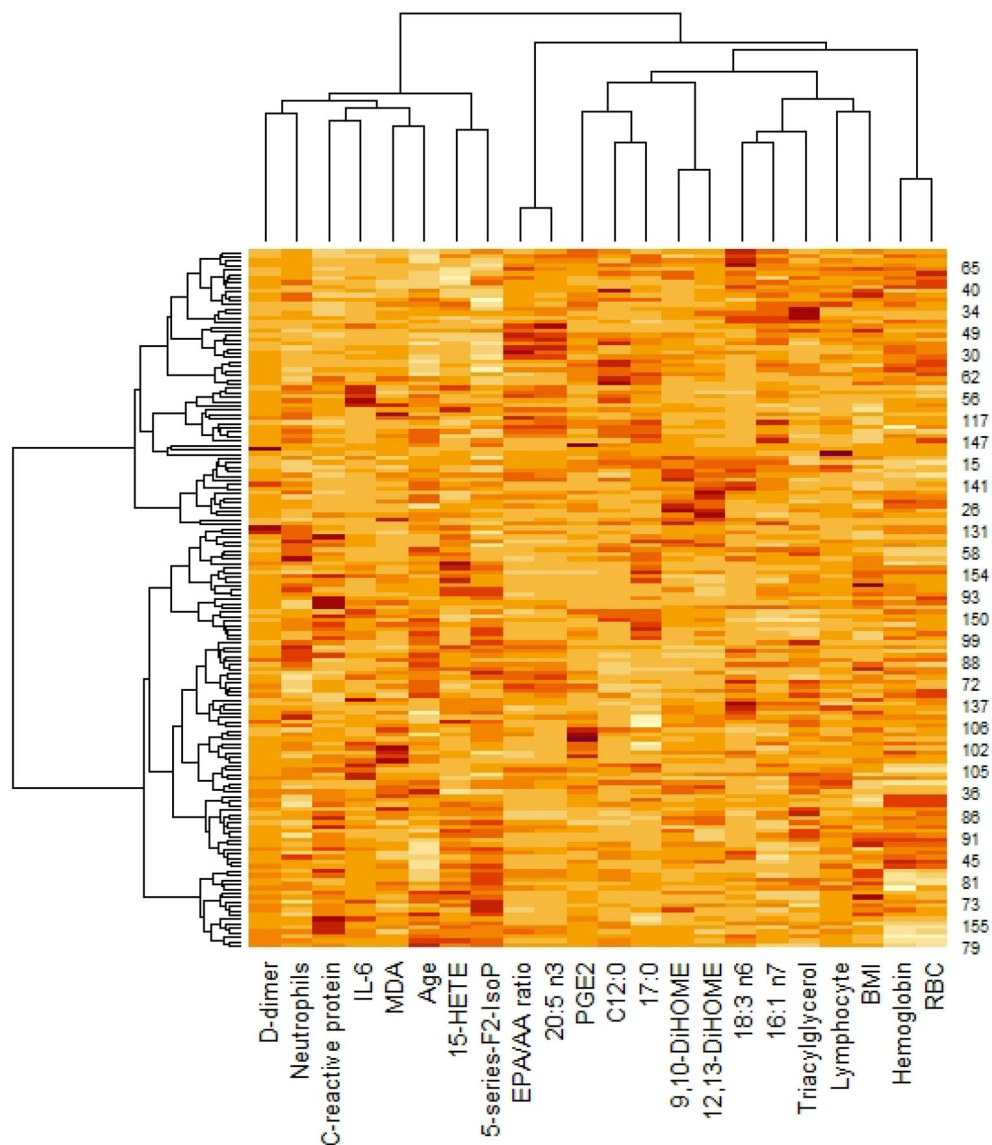 65
40
34
49
30
62
56
117
147
15
141
26
131
58
154
93
150
99
88
72
137
106
102
105
36
86
91
45
81
73
155
79
D-dimer
Neutrophils
C-reactive protein
IL-6
MDA
Age
15-HETE
5-series-F2-IsoP
EPA/AA ratio
20:5 n3
PGE2
C12:0
17:0
9,10-DiHOME
12,13-DiHOME
18:3 n6
16:1 n7
Triacylglycerol
Lymphocyte
BMI
Hemoglobin
RBC